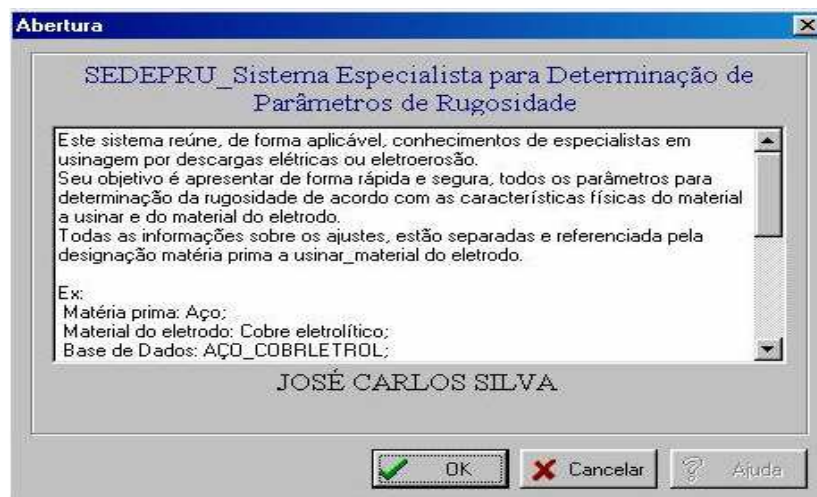 Abertura
SEDEPRU_Sistema Especialista para Determinação de
Parâmetros de Rugosidade
Este sistema reúne, de forma aplicável, conhecimentos de especialistas em
usinagem por descargas elétricas ou eletroerosão.
Seu objetivo é apresentar de forma rápida e segura, todos os parâmetros para
determinação da rugosidade de acordo com as características físicas do material
a usinar e do material do eletrodo.
Todas as informações sobre os ajustes, estão separadas e referenciada pela
designação matéria prima a usinar_material do eletrodo.
Ex:
Matéria prima: Aço;
Material do eletrodo: Cobre eletrolítico;
Base de Dados: AÇO_COBRLETROL;
JOSÉ CARLOS SILVA
OK Cancelar Ajuda